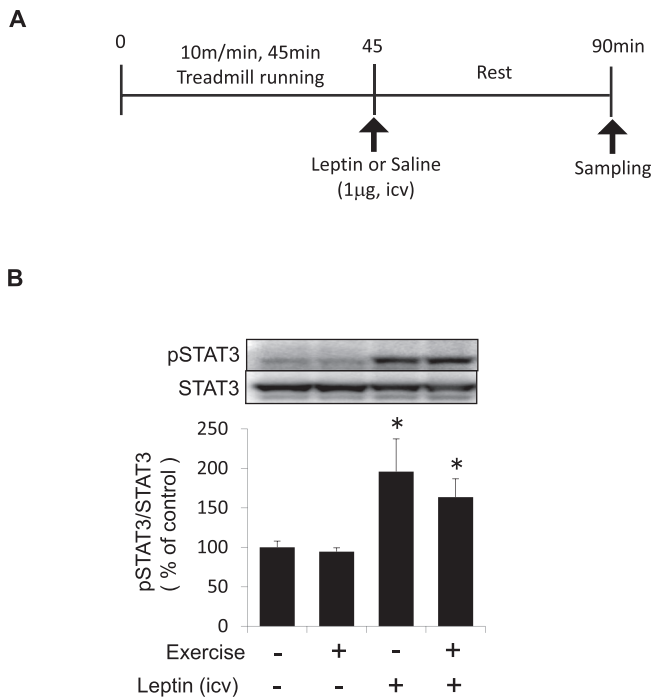 A
0
10m/min, 45min
Treadmill running
45
Rest
90min
Leptin or Saline
(1µg, icv)
Sampling
B
pSTAT3
STAT3
pSTAT3/STAT3
( % of control )
250
200
150
100
50
0
* *
Exercise - + - +
Leptin (icv) - - + +